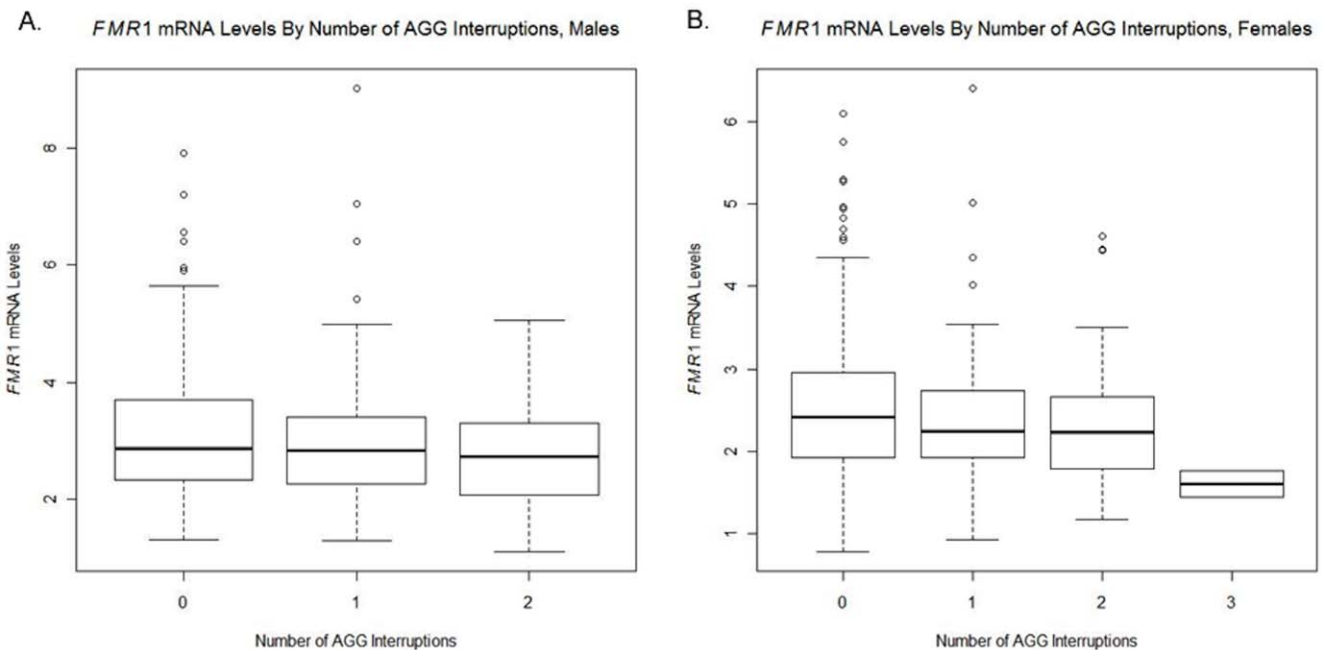 A.
FMR1 mRNA Levels By Number of AGG Interruptions, Males
FMR1 mRNA Levels
8
6
4
2
0 1 2
Number of AGG Interruptions
B.
FMR1 mRNA Levels By Number of AGG Interruptions, Females
FMR1 mRNA Levels
6
5
4
3
2
1
0 1 2 3
Number of AGG Interruptions